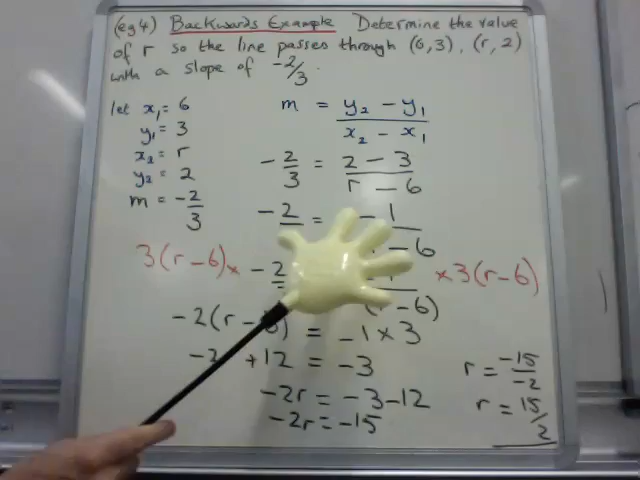 (eg4) Backwards Example Determine the value
of r so the line passes through (6,3), (r, 2)
with a slope of -2/3.
let x₁ = 6
y₁ = 3
x₂ = r
y₂ = 2
m = -2/3
m = y₂ - y₁ / x₂ - x₁
-2/3 = 2 - 3 / r - 6
-2 = -1 / - 6
3(r-6) × -2 × 3(r-6)
(r-6)
-2(r - ) = -1 × 3
-2 +12 = -3
-2r = -3-12
-2r = -15
r = -15/-2
r = 15/2